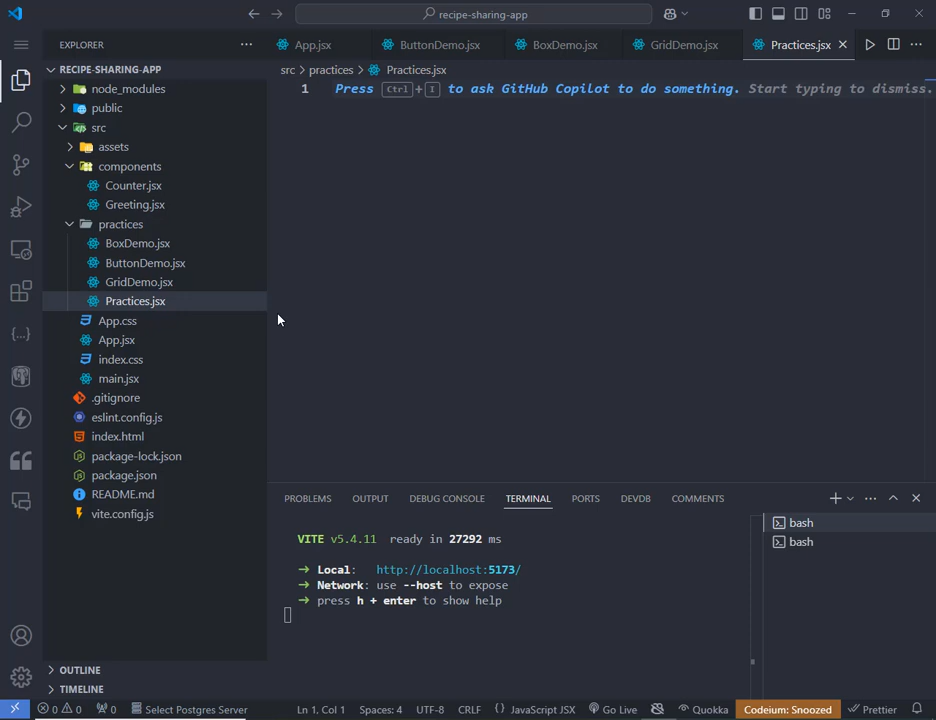 recipe-sharing-app
EXPLORER
RECIPE-SHARING-APP
node_modules
public
src
assets
components
Counter.jsx
Greeting.jsx
practices
BoxDemo.jsx
ButtonDemo.jsx
GridDemo.jsx
Practices.jsx
App.css
App.jsx
index.css
main.jsx
.gitignore
eslint.config.js
index.html
package-lock.json
package.json
README.md
vite.config.js
OUTLINE
TIMELINE
App.jsx ButtonDemo.jsx BoxDemo.jsx GridDemo.jsx Practices.jsx
src > practices > Practices.jsx
1 Press Ctrl+I to ask GitHub Copilot to do something. Start typing to dismiss.
PROBLEMS OUTPUT DEBUG CONSOLE TERMINAL PORTS DEVDB COMMENTS
VITE v5.4.11 ready in 27292 ms
➜ Local: http://localhost:5173/
➜ Network: use --host to expose
➜ press h + enter to show help
bash
bash
0 0 0 Select Postgres Server Ln 1, Col 1 Spaces: 4 UTF-8 CRLF {} JavaScript JSX Go Live Quokka Codeium: Snoozed Prettier